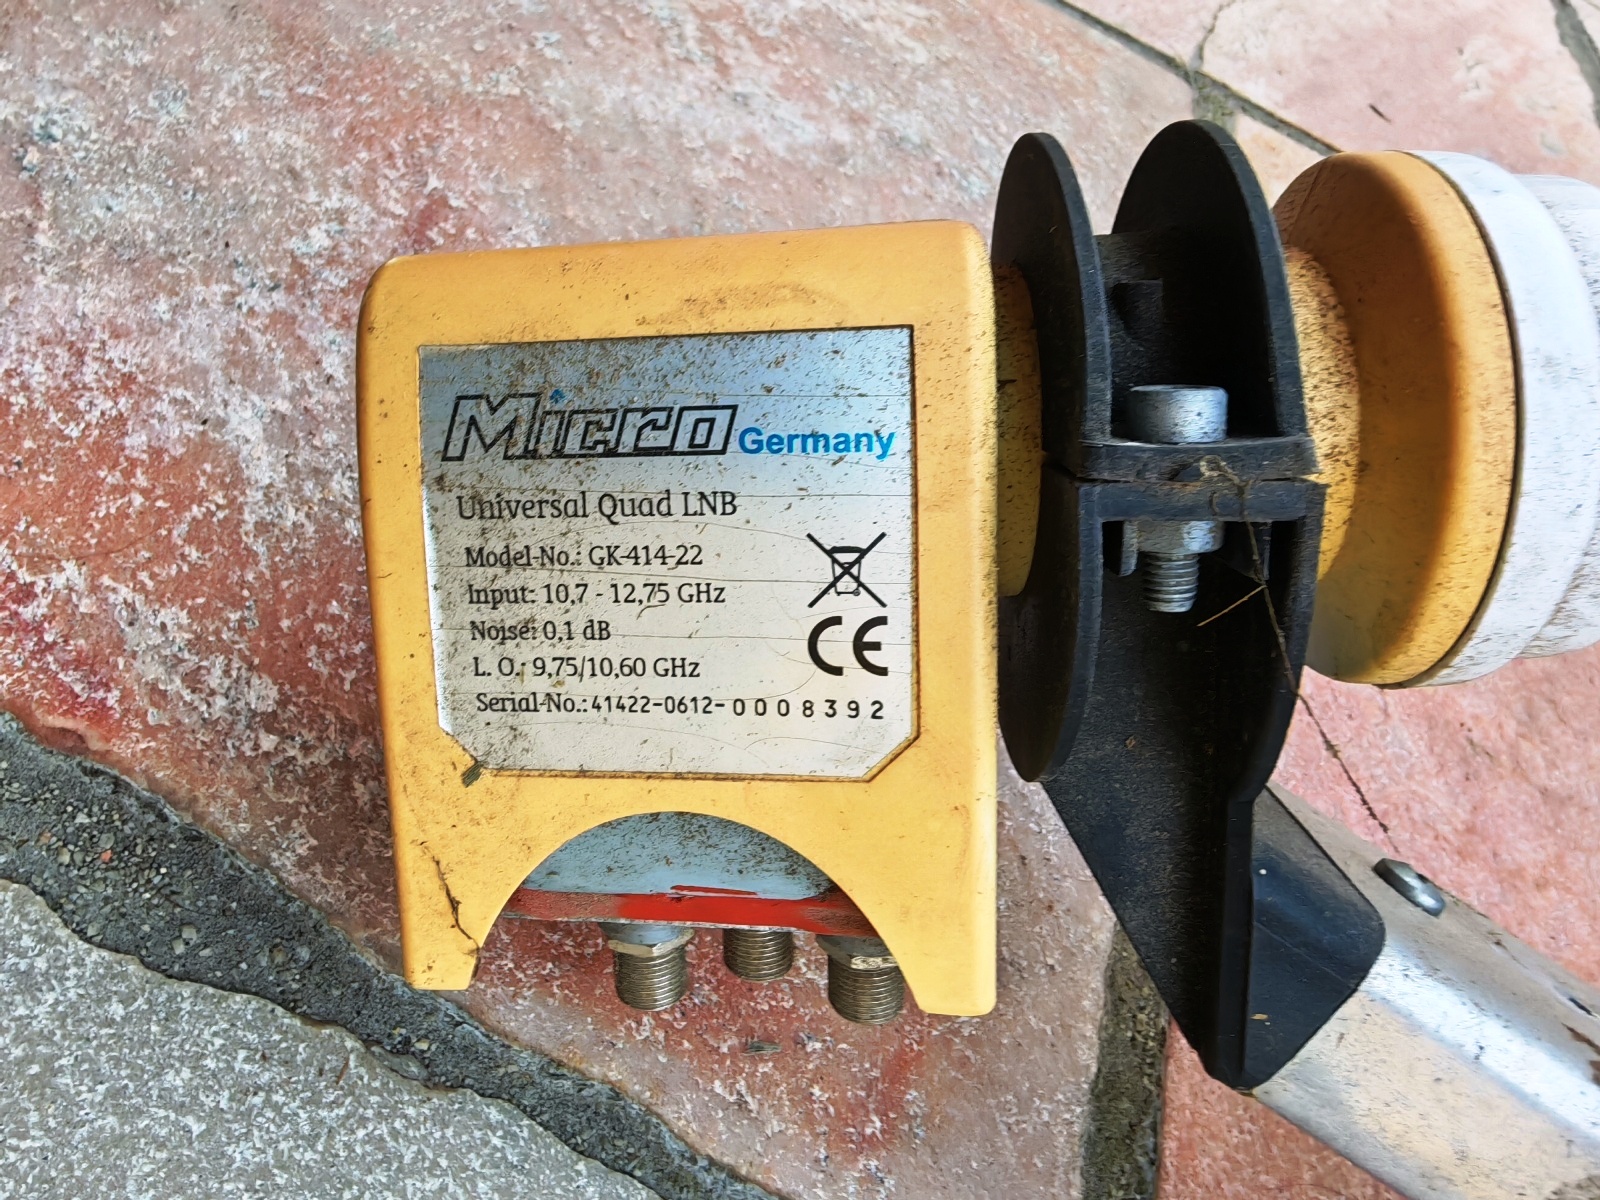 Micro Germany
Universal Quad LNB
Model-No.: GK-414-22
Input: 10,7 - 12,75 GHz
Noise: 0,1 dB
L. O.: 9,75/10,60 GHz
CE
Serial-No.: 41422-0612-0008392